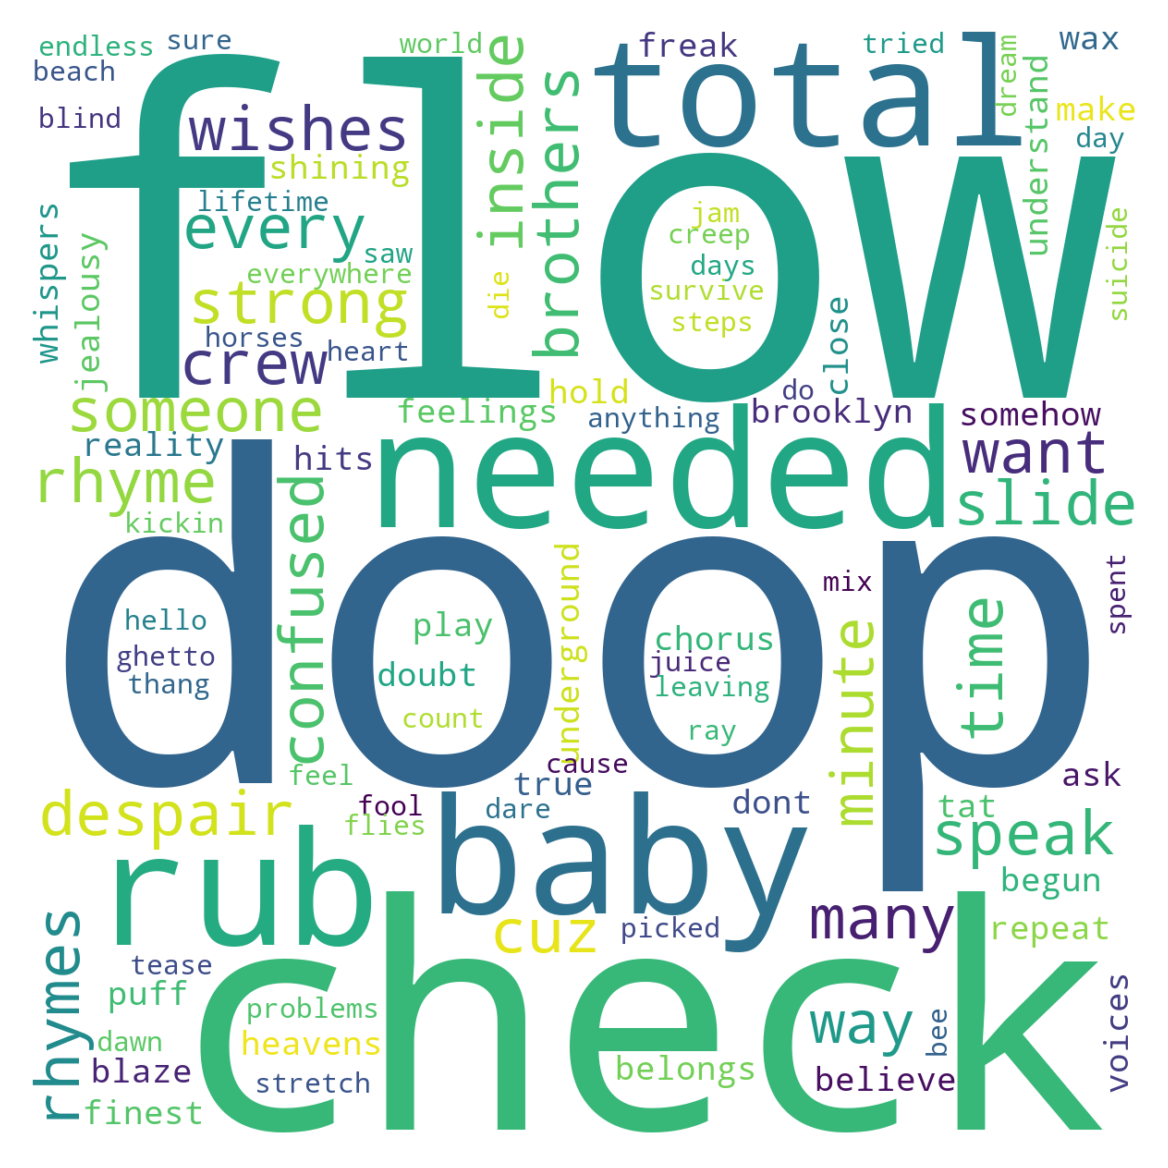 flow
doop
check
total
needed
baby
rub
endless
sure
beach
blind
wishes
shining
lifetime
every
saw
everywhere
strong
horses
heart
crew
whispers
jealousy
someone
world
inside
brothers
die
freak
tried
dream
wax
make
understand
day
suicide
jam
creep
days
survive
steps
close
hold
do
feelings
anything
brooklyn
somehow
want
slide
reality
hits
rhyme
kickin
confused
hello
ghetto
thang
play
doubt
count
underground
chorus
juice
leaving
ray
mix
minute
time
spent
feel
cause
true
dare
dont
ask
tat
speak
begun
despair
fool
flies
cuz
picked
many
repeat
rhymes
tease
puff
dawn
blaze
finest
problems
heavens
stretch
belongs
way
believe
bee
voices